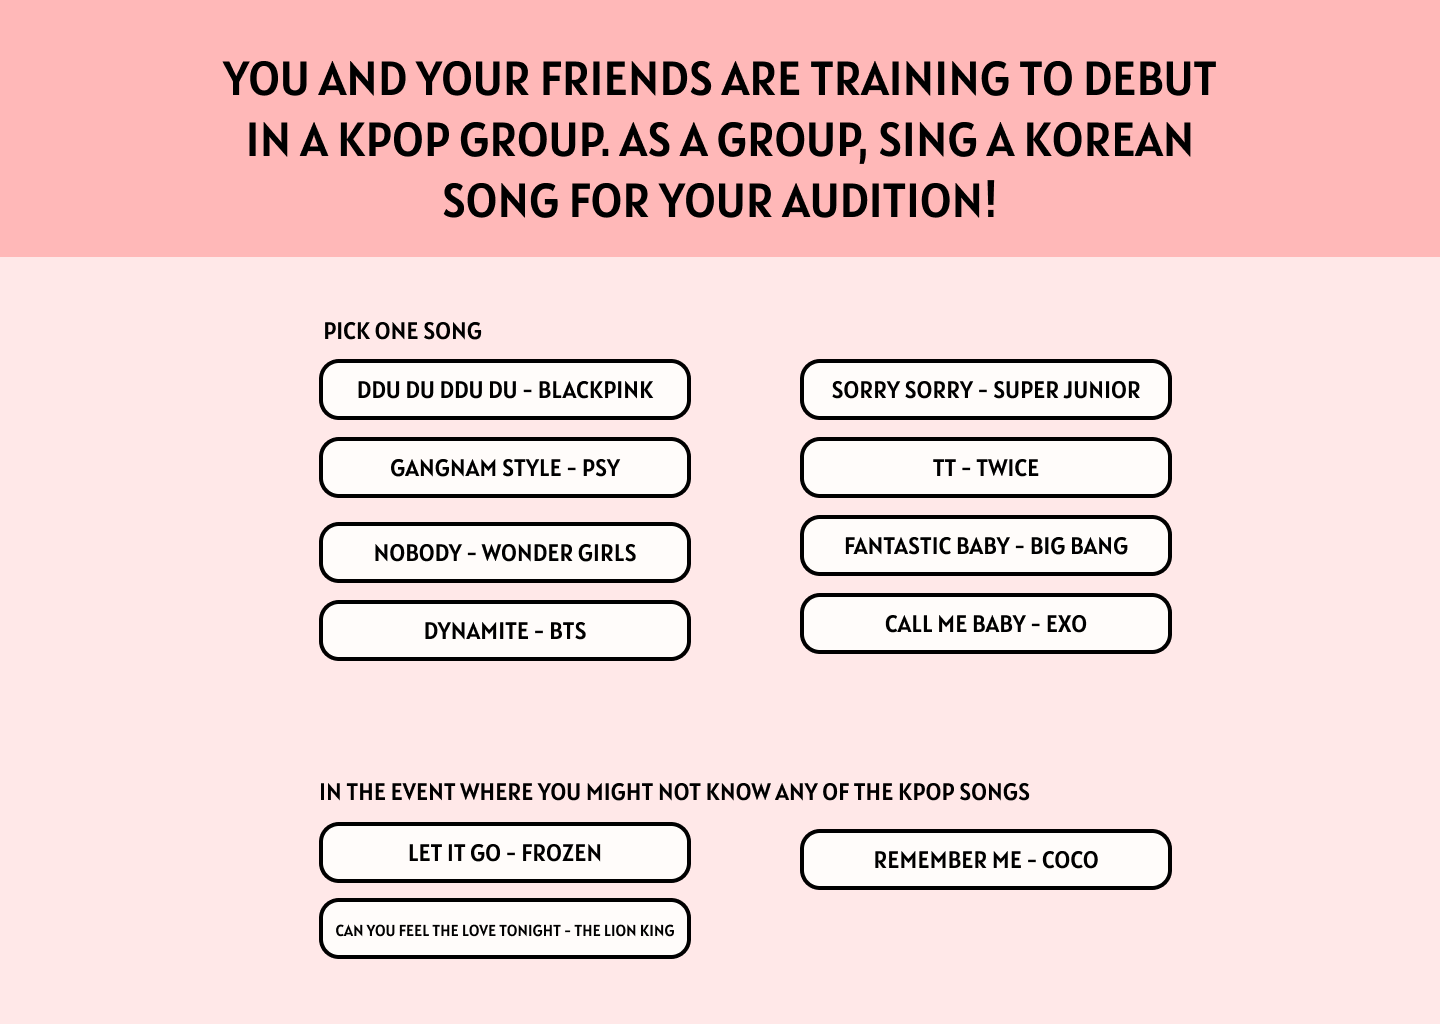 YOU AND YOUR FRIENDS ARE TRAINING TO DEBUT
IN A KPOP GROUP. AS A GROUP, SING A KOREAN
SONG FOR YOUR AUDITION!
PICK ONE SONG
DDU DU DDU DU - BLACKPINK
GANGNAM STYLE - PSY
NOBODY - WONDER GIRLS
DYNAMITE - BTS
SORRY SORRY - SUPER JUNIOR
TT - TWICE
FANTASTIC BABY - BIG BANG
CALL ME BABY - EXO
IN THE EVENT WHERE YOU MIGHT NOT KNOW ANY OF THE KPOP SONGS
LET IT GO - FROZEN
CAN YOU FEEL THE LOVE TONIGHT - THE LION KING
REMEMBER ME - COCO